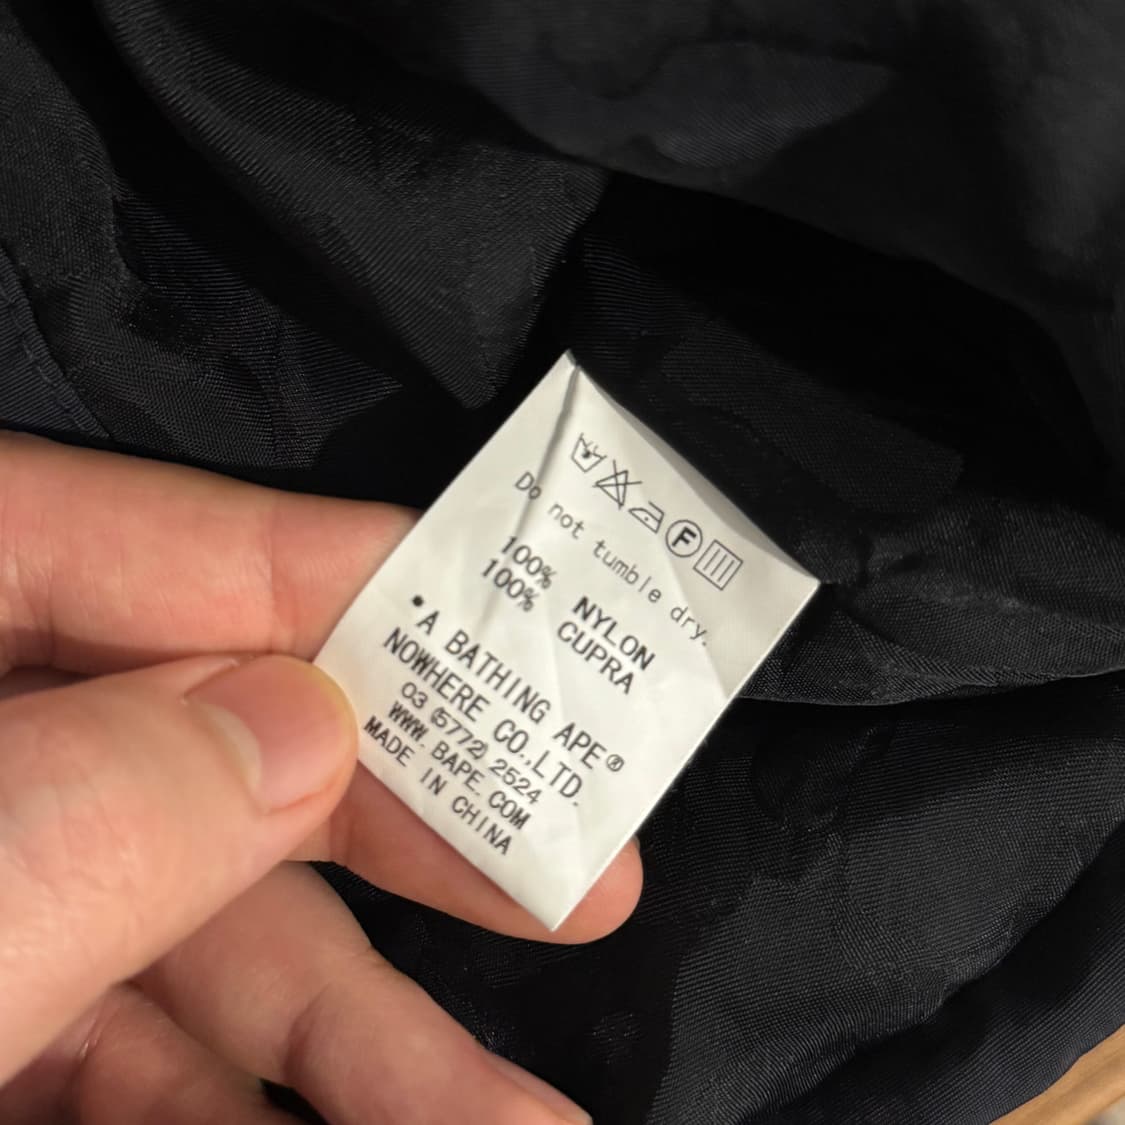 F
Do not tumble dry.
100% NYLON
100% CUPRA
•A BATHING APE®
NOWHERE CO.,LTD.
03(5772)2524
WWW.BAPE.COM
MADE IN CHINA